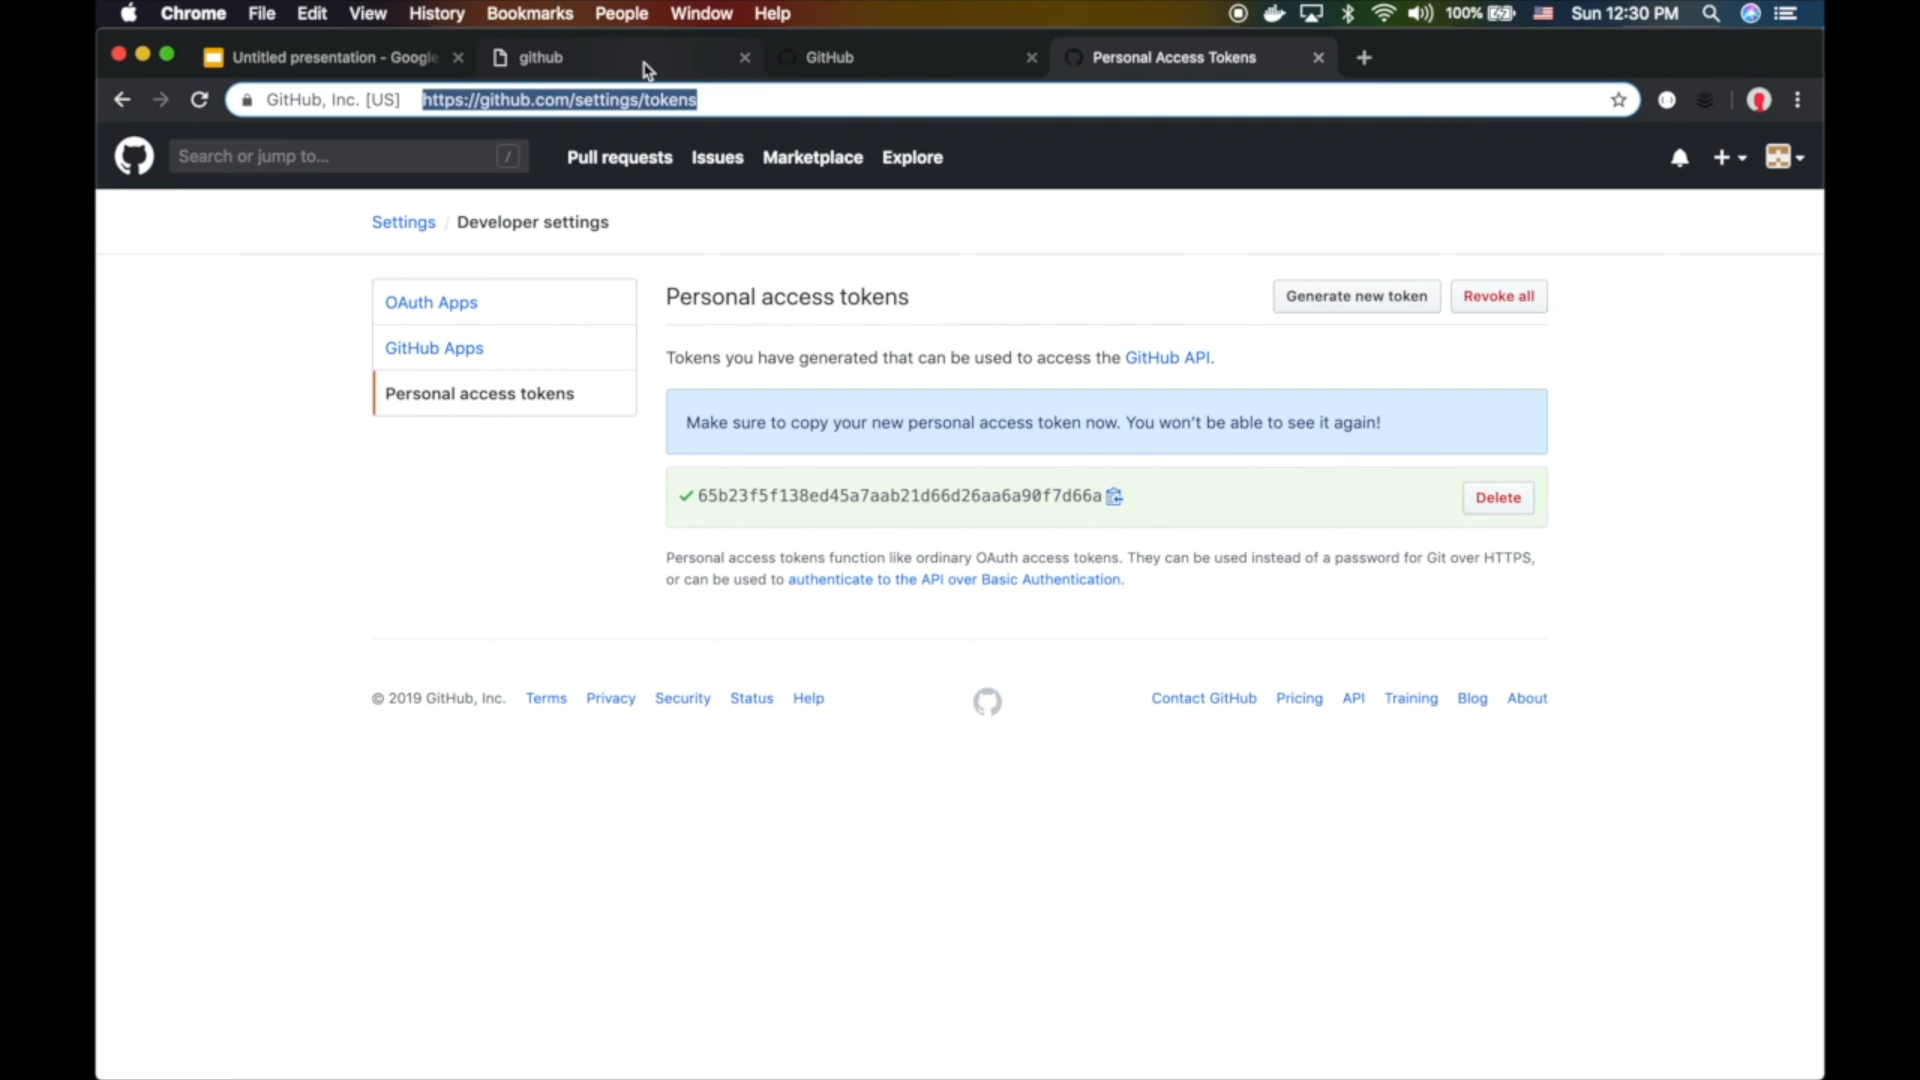 Chrome File Edit View History Bookmarks People Window Help 100% Sun 12:30 PM
Untitled presentation - Google github GitHub Personal Access Tokens
GitHub, Inc. [US] https://github.com/settings/tokens
Search or jump to... / Pull requests Issues Marketplace Explore
Settings / Developer settings
OAuth Apps
GitHub Apps
Personal access tokens
Personal access tokens Generate new token Revoke all
Tokens you have generated that can be used to access the GitHub API.
Make sure to copy your new personal access token now. You won't be able to see it again!
65b23f5f138ed45a7aab21d66d26aa6a90f7d66a Delete
Personal access tokens function like ordinary OAuth access tokens. They can be used instead of a password for Git over HTTPS,
or can be used to authenticate to the API over Basic Authentication.
© 2019 GitHub, Inc. Terms Privacy Security Status Help Contact GitHub Pricing API Training Blog About